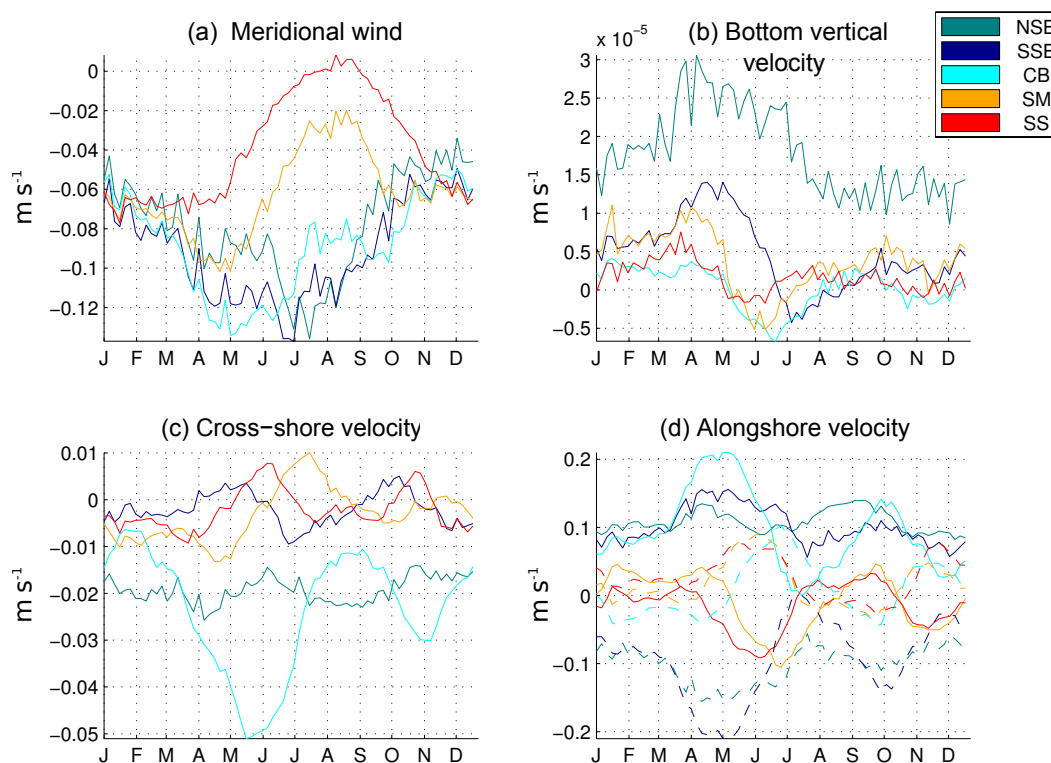 (a) Meridional wind
(b) Bottom vertical
velocity
x 10⁻⁵
NSB
SSB
CB
SM
SS
m s⁻¹
0
−0.02
−0.04
−0.06
−0.08
−0.1
−0.12
J F M A M J J A S O N D
m s⁻¹
3
2.5
2
1.5
1
0.5
0
−0.5
J F M A M J J A S O N D
(c) Cross−shore velocity
m s⁻¹
0.01
0
−0.01
−0.02
−0.03
−0.04
−0.05
J F M A M J J A S O N D
(d) Alongshore velocity
m s⁻¹
0.2
0.1
0
−0.1
−0.2
J F M A M J J A S O N D